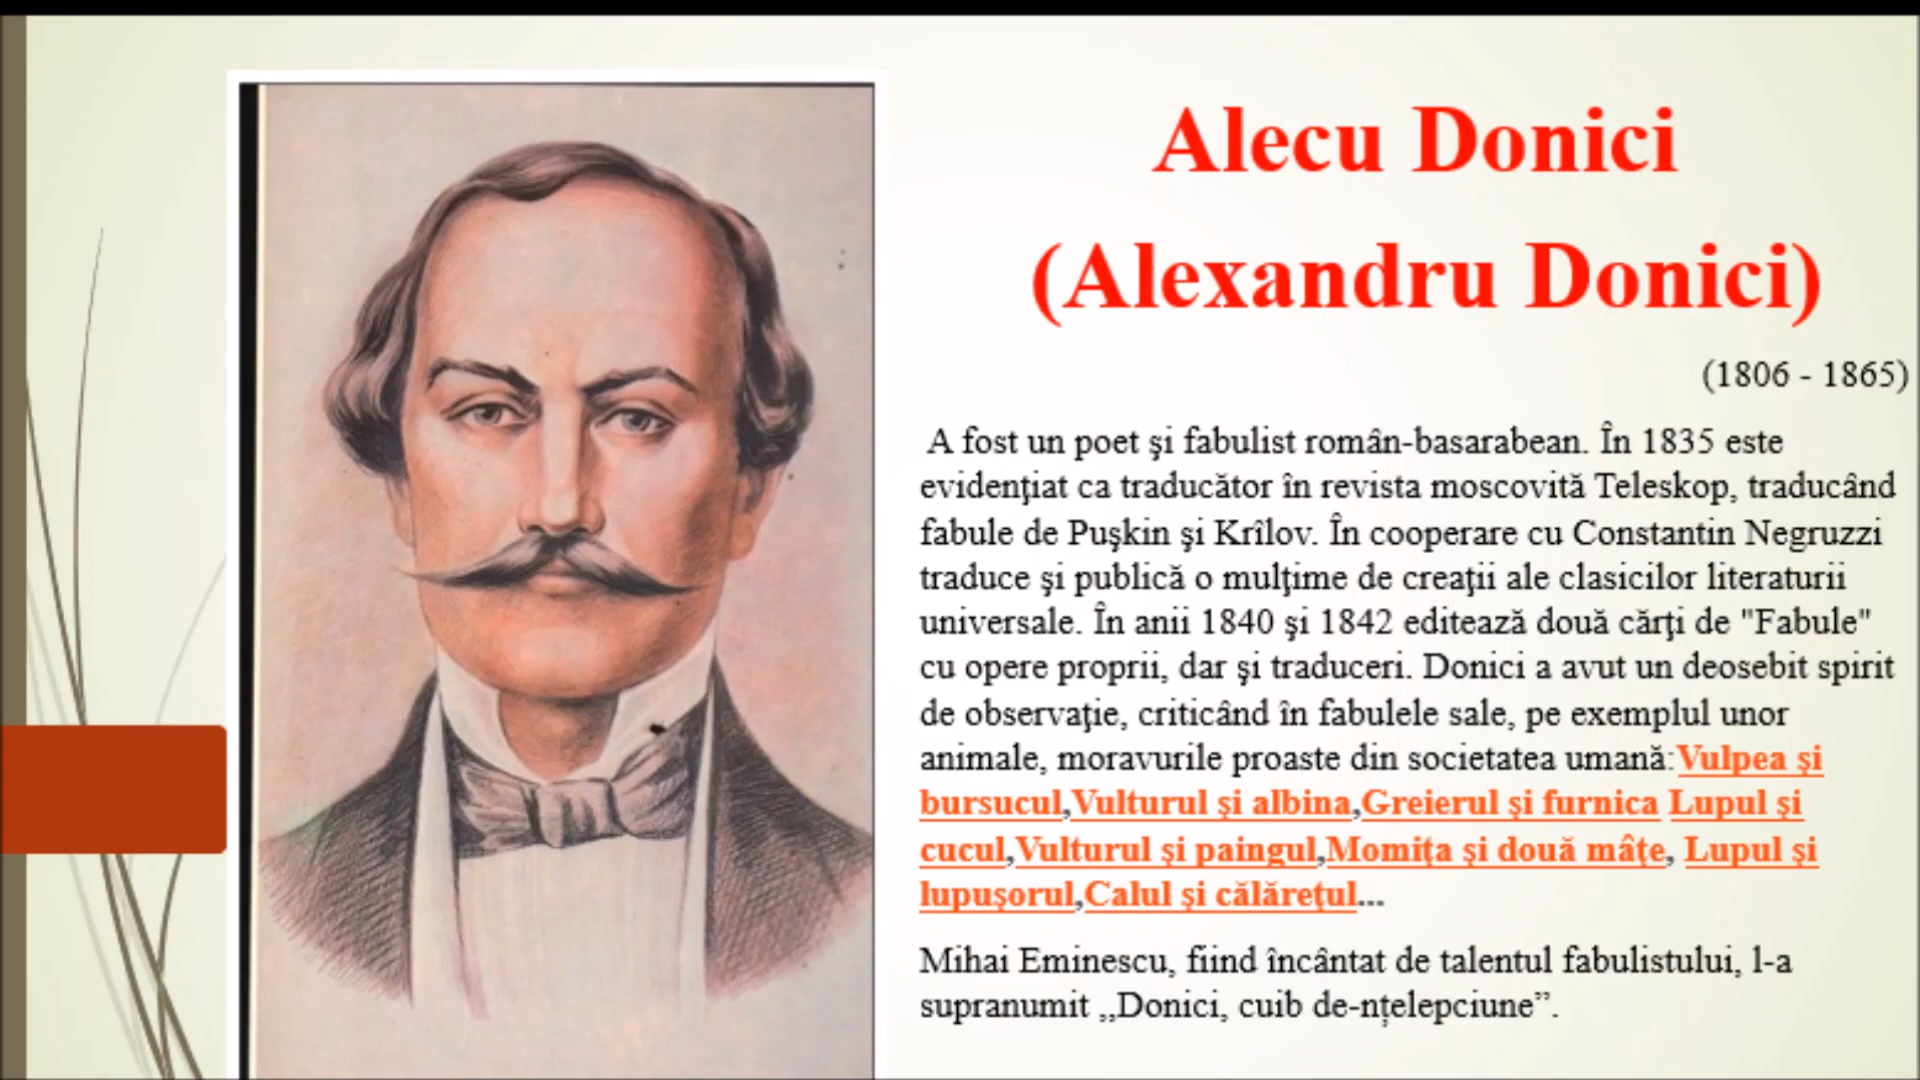 Alecu Donici
(Alexandru Donici)
(1806 - 1865)
A fost un poet şi fabulist român-basarabean. În 1835 este
evidenţiat ca traducător în revista moscovită Teleskop, traducând
fabule de Puşkin şi Krîlov. În cooperare cu Constantin Negruzzi
traduce şi publică o mulţime de creaţii ale clasicilor literaturii
universale. În anii 1840 şi 1842 editează două cărţi de "Fabule"
cu opere proprii, dar şi traduceri. Donici a avut un deosebit spirit
de observaţie, criticând în fabulele sale, pe exemplul unor
animale, moravurile proaste din societatea umană:Vulpea şi
bursucul,Vulturul şi albina,Greierul şi furnica Lupul şi
cucul,Vulturul şi paingul,Momiţa şi două mâţe, Lupul şi
lupuşorul,Calul şi călăreţul...
Mihai Eminescu, fiind încântat de talentul fabulistului, l-a
supranumit ,,Donici, cuib de-nțelepciune”.